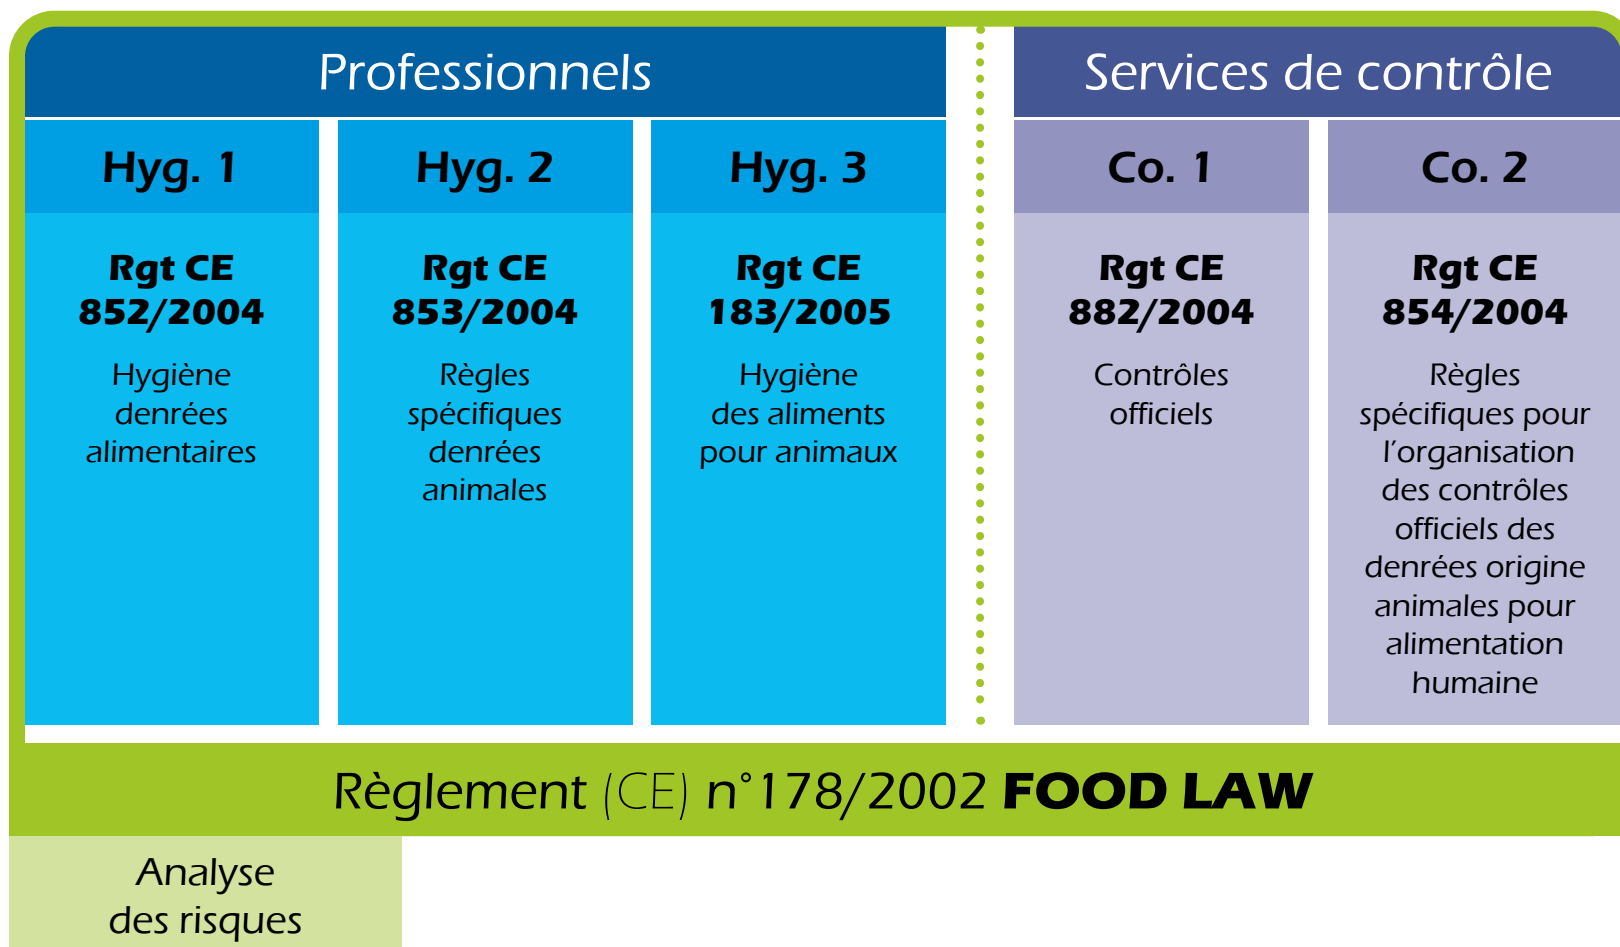 Professionnels
Services de contrôle
Hyg. 1
Rgt CE
852/2004
Hygiène
denrées
alimentaires
Hyg. 2
Rgt CE
853/2004
Règles
spécifiques
denrées
animales
Hyg. 3
Rgt CE
183/2005
Hygiène
des aliments
pour animaux
Co. 1
Rgt CE
882/2004
Contrôles
officiels
Co. 2
Rgt CE
854/2004
Règles
spécifiques pour
l'organisation
des contrôles
officiels des
denrées origine
animales pour
alimentation
humaine
Règlement (CE) n°178/2002 FOOD LAW
Analyse
des risques